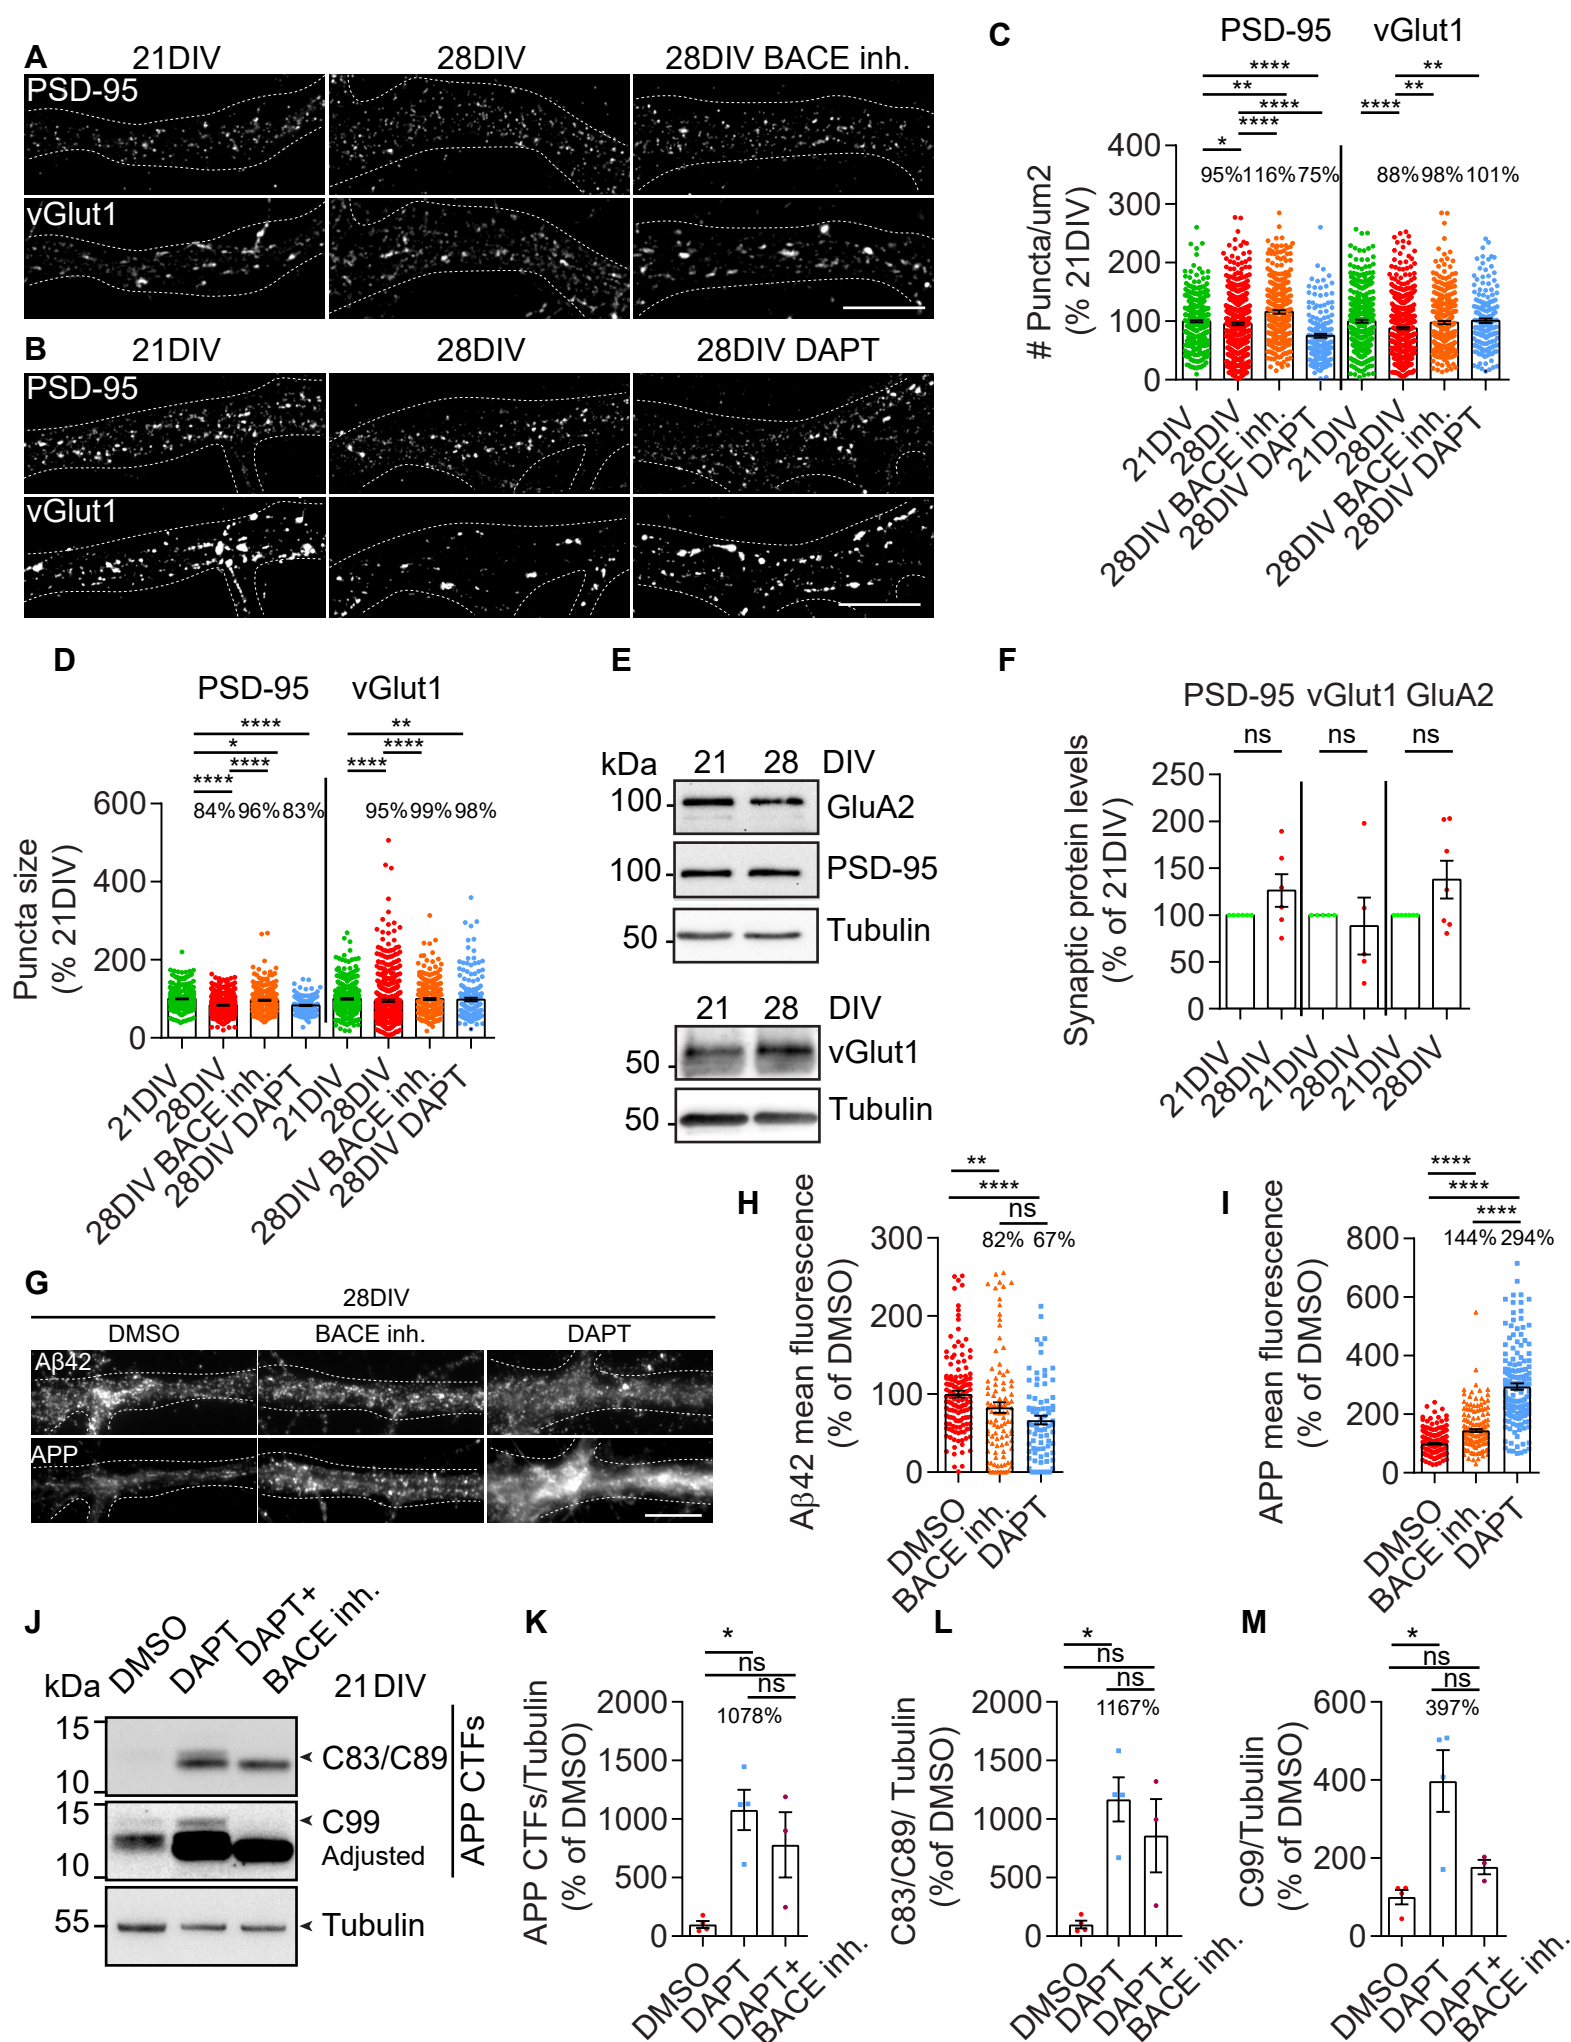 A
21DIV 28DIV 28DIV BACE inh.
PSD-95
vGlut1
B
21DIV 28DIV 28DIV DAPT
PSD-95
vGlut1
C
PSD-95 vGlut1
**** **
** **
**** ****
****
*
95% 116% 75% 88% 98% 101%
# Puncta/um2
(% 21DIV)
400
300
200
100
0
21DIV 28DIV 28DIV BACE inh. 28DIV DAPT 21DIV 28DIV 28DIV BACE inh. 28DIV DAPT
D
PSD-95 vGlut1
**** **
* ****
**** ****
****
84% 96% 83% 95% 99% 98%
Puncta size
(% 21DIV)
600
400
200
0
21DIV 28DIV 28DIV BACE inh. 28DIV DAPT 21DIV 28DIV 28DIV BACE inh. 28DIV DAPT
E
kDa 21 28 DIV
100 GluA2
100 PSD-95
50 Tubulin
21 28 DIV
50 vGlut1
50 Tubulin
F
PSD-95 vGlut1 GluA2
ns ns ns
Synaptic protein levels
(% of 21DIV)
250
200
150
100
50
0
21DIV 28DIV 21DIV 28DIV 21DIV 28DIV
G
28DIV
DMSO BACE inh. DAPT
Aβ42
APP
H
**
****
ns
82% 67%
Aβ42 mean fluorescence
(% of DMSO)
300
200
100
0
DMSO BACE inh. DAPT
I
****
****
****
144% 294%
APP mean fluorescence
(% of DMSO)
800
600
400
200
0
DMSO BACE inh. DAPT
J
DMSO DAPT DAPT+
BACE inh.
kDa 21DIV
15
10
C83/C89
15
10
C99
Adjusted
APP CTFs
55 Tubulin
K
*
ns
ns
1078%
APP CTFs/Tubulin
(% of DMSO)
2000
1500
1000
500
0
DMSO DAPT DAPT+
BACE inh.
L
*
ns
ns
1167%
C83/C89/ Tubulin
(%of DMSO)
2000
1500
1000
500
0
DMSO DAPT DAPT+
BACE inh.
M
*
ns
ns
397%
C99/Tubulin
(% of DMSO)
600
400
200
0
DMSO DAPT DAPT+
BACE inh.